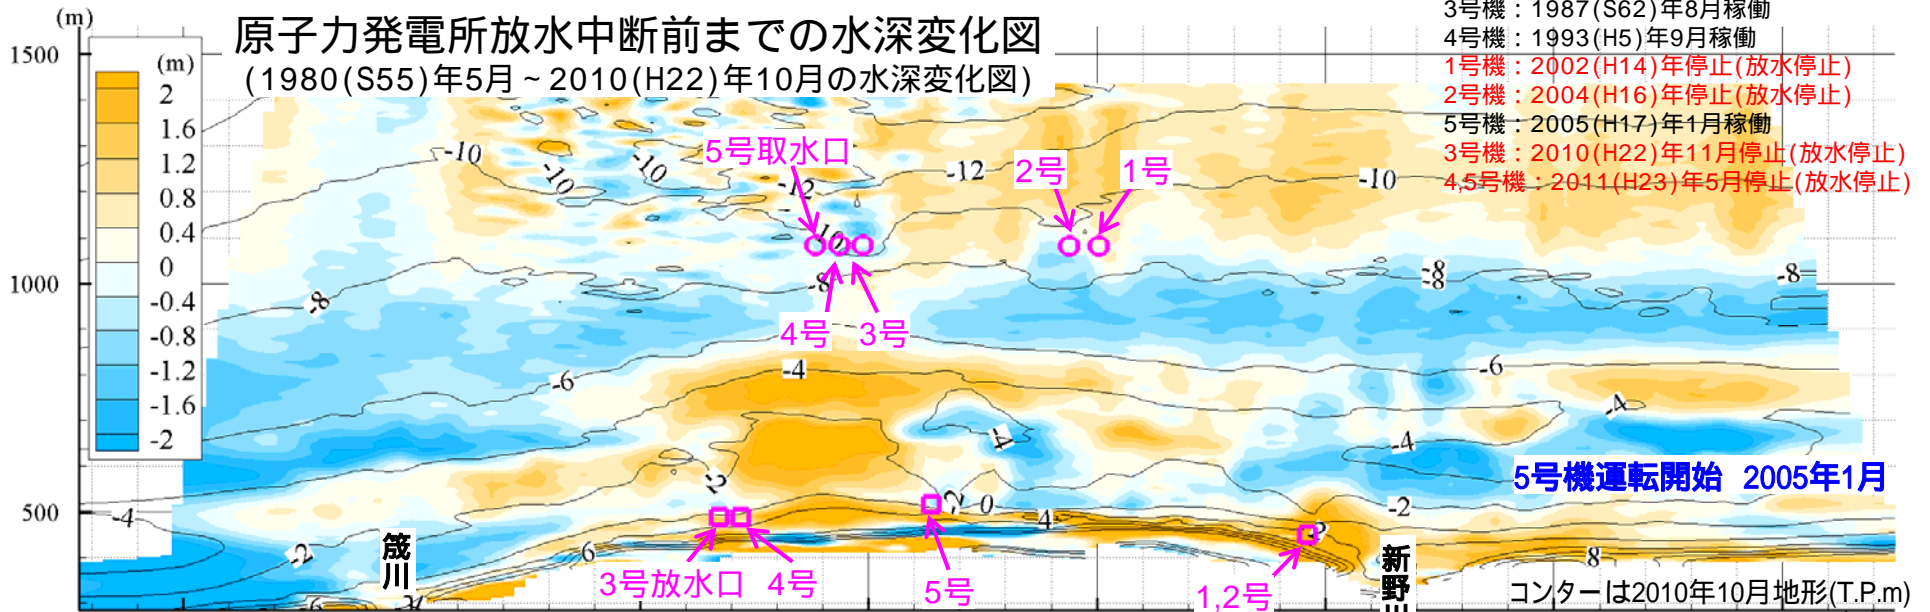 (m)
原子力発電所放水中断前までの水深変化図
(1980(S55)年5月~2010(H22)年10月の水深変化図)
3号機：1987(S62)年8月稼働
4号機：1993(H5)年9月稼働
1号機：2002(H14)年停止(放水停止)
2号機：2004(H16)年停止(放水停止)
5号機：2005(H17)年1月稼働
3号機：2010(H22)年11月停止(放水停止)
4,5号機：2011(H23)年5月停止(放水停止)
1500
1000
500
(m)
2
1.6
1.2
0.8
0.4
0
-0.4
-0.8
-1.2
-1.6
-2
-10
-10
-10
-12
-12
-10
5号取水口
2号
1号
10
-8
-8
-8
-8
-8
4号
3号
-6
-4
-6
-4
-4
-4
-2
-2
0
4
-2
5号機運転開始 2005年1月
-4
-2
6
8
-6
筬川
3号放水口
4号
5号
1,2号
新野川
コンターは2010年10月地形(T.P.m)